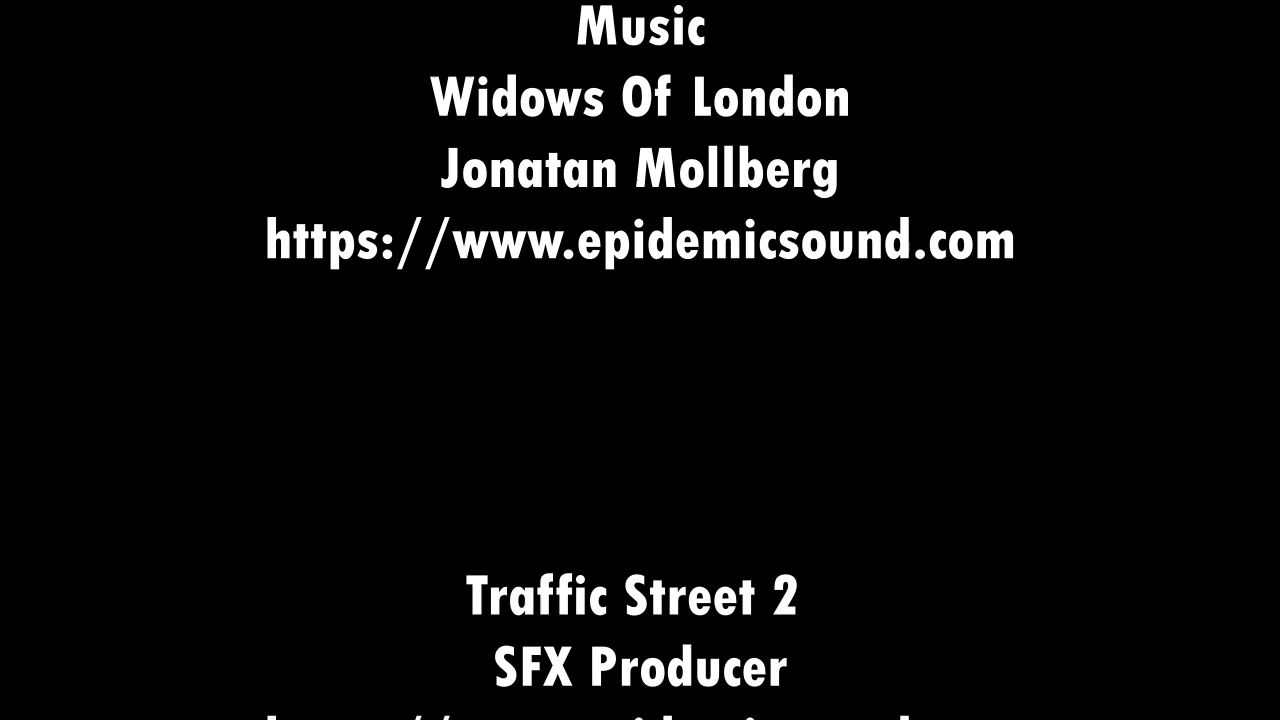 Music
Widows Of London
Jonatan Mollberg
https://www.epidemicsound.com
Traffic Street 2
SFX Producer